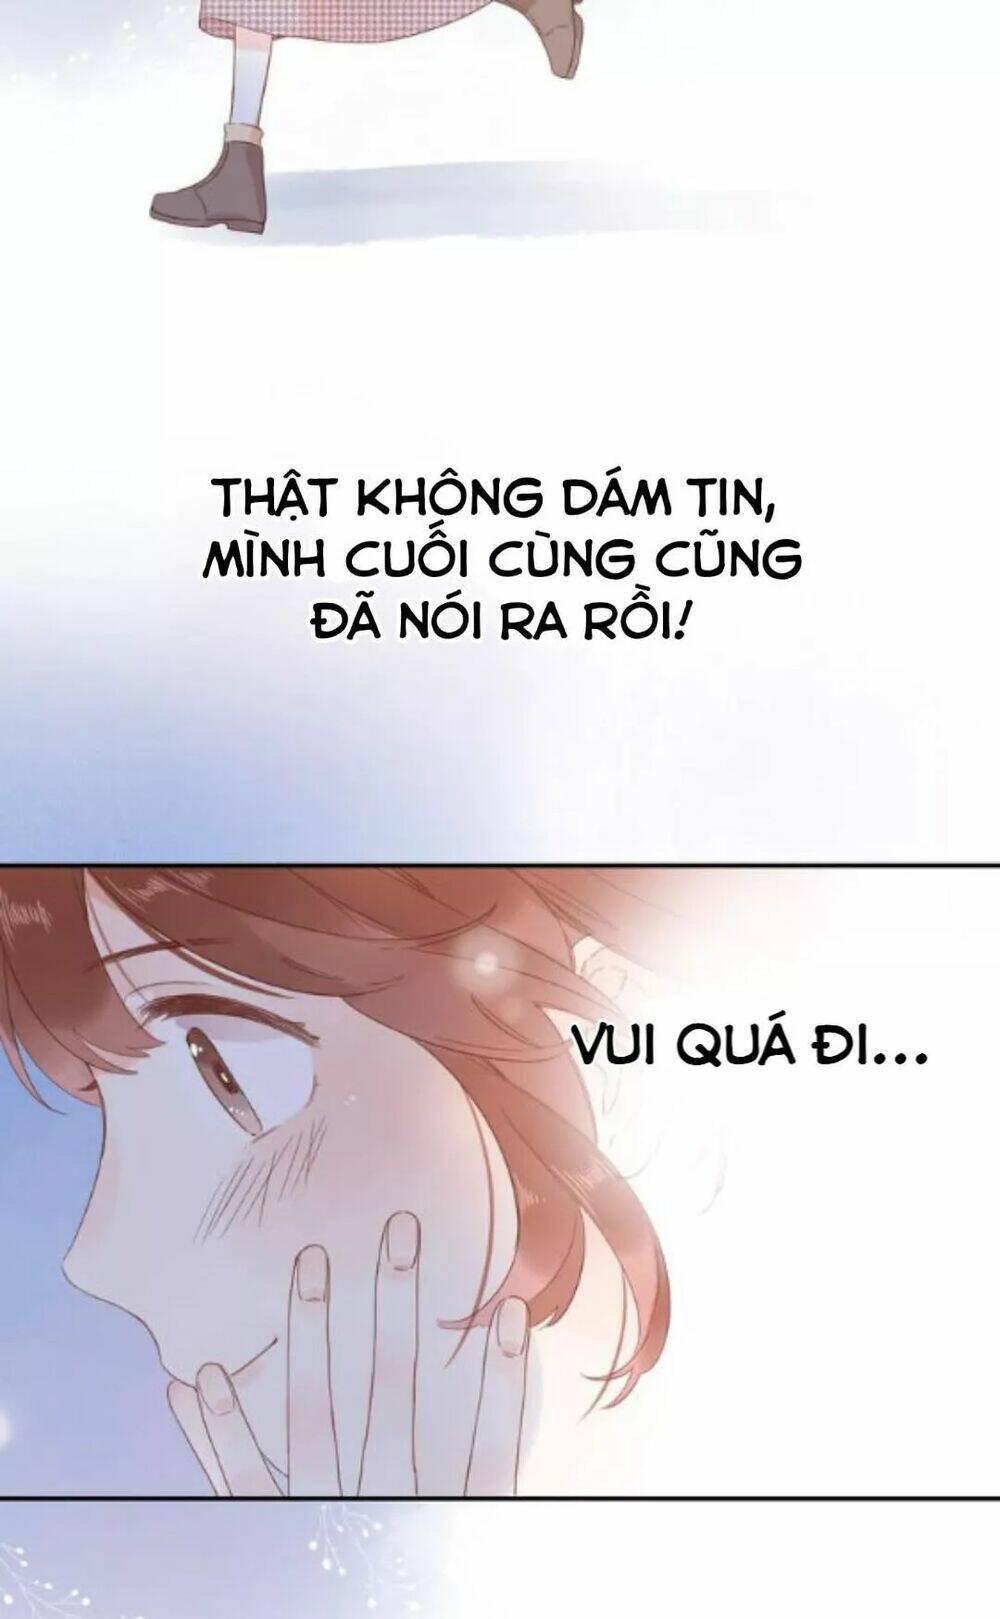 THẬT KHÔNG DÁM TIN,
MÌNH CUỐI CÙNG CŨNG
ĐÃ NÓI RA RỒI!
VUI QUÁ ĐI...